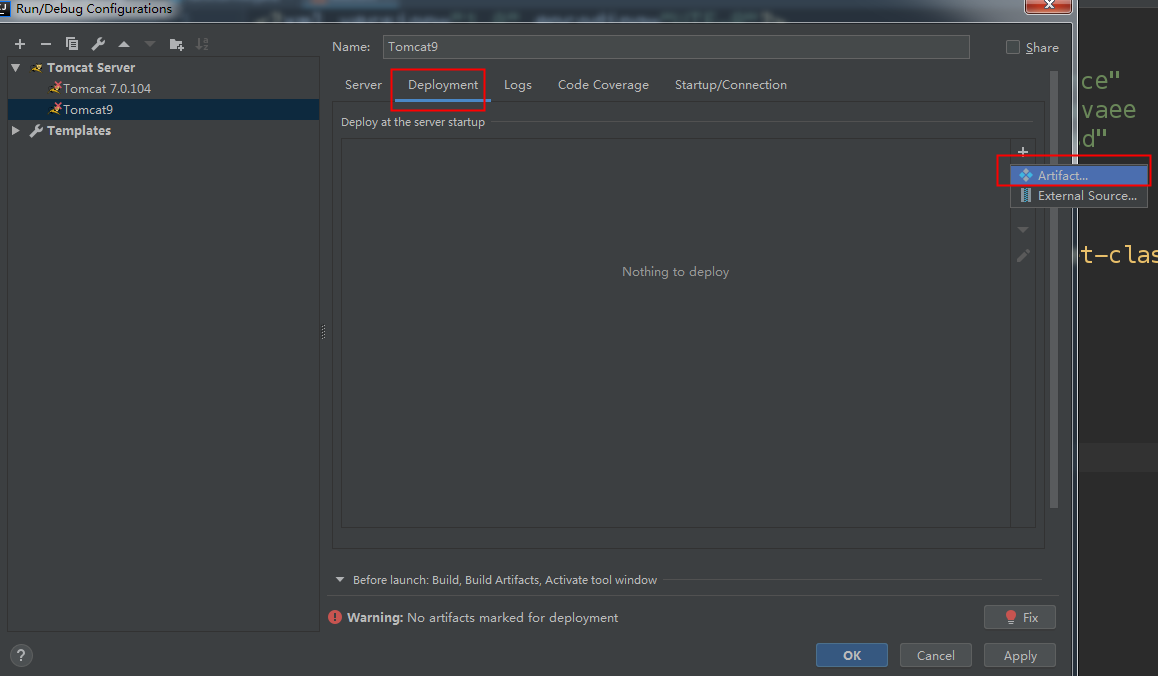 Run/Debug Configurations
Name: Tomcat9
Share
Tomcat Server
Tomcat 7.0.104
Tomcat9
Templates
Server Deployment Logs Code Coverage Startup/Connection
Deploy at the server startup
Artifact...
External Source...
Nothing to deploy
Before launch: Build, Build Artifacts, Activate tool window
Warning: No artifacts marked for deployment
Fix
? OK Cancel Apply
ce"
vaee
d"
t-clas